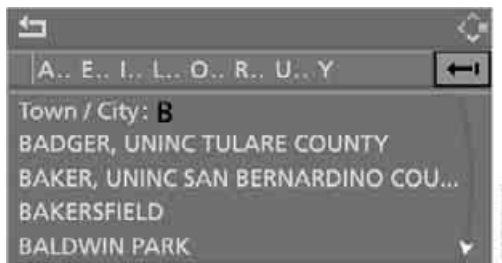 A.. E.. I.. L.. O.. R.. U.. Y
Town / City: B
BADGER, UNINC TULARE COUNTY
BAKER, UNINC SAN BERNARDINO COU...
BAKERSFIELD
BALDWIN PARK